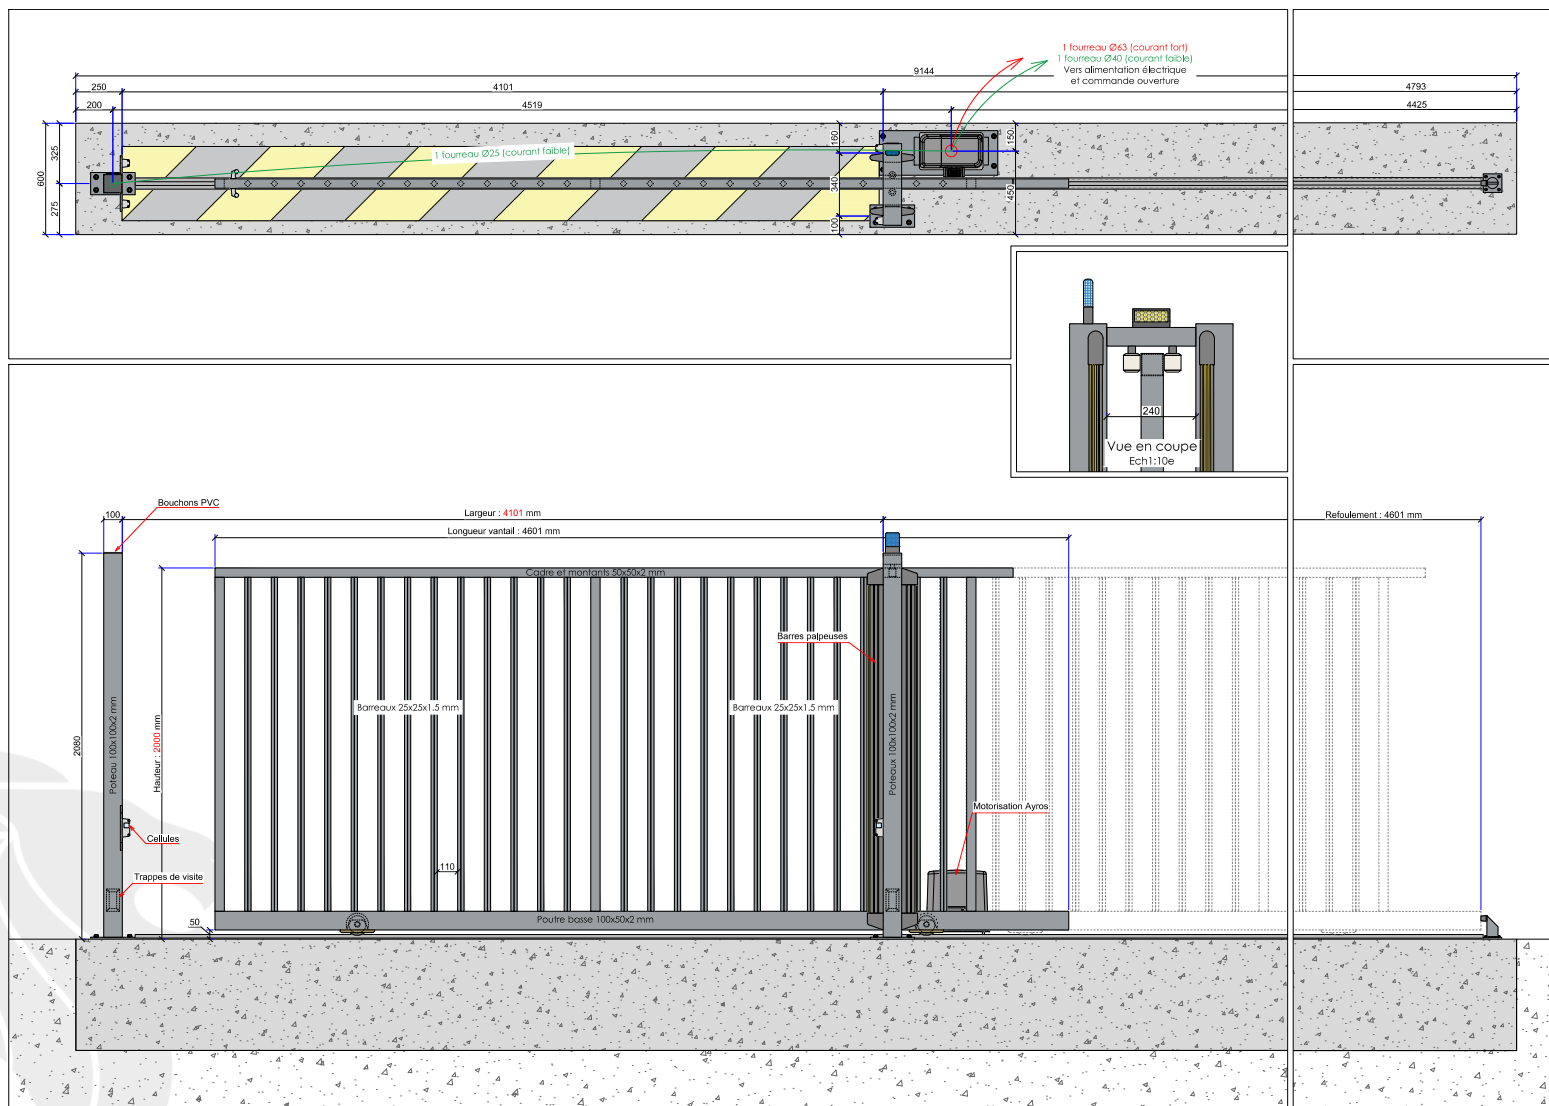 1 fourreau Ø63 (courant fort)
1 fourreau Ø40 (courant faible)
Vers alimentation électrique
et commande ouverture
9144
250
4101
4793
200
4519
4425
1 fourreau Ø25 (courant faible)
600
325
275
160
340
100
150
450
240
Vue en coupe
Ech1:10e
Bouchons PVC
100
Largeur : 4101 mm
Refoulement : 4601 mm
Longueur vantail : 4601 mm
Cadre et montants 50x50x2 mm
Barres palpeuses
Barreaux 25x25x1.5 mm
Barreaux 25x25x1.5 mm
2080
Poteau 100x100x2 mm
Hauteur : 2000 mm
Poteaux 100x100x2 mm
Motorisation Ayros
Cellules
110
Trappes de visite
50
Poutre basse 100x50x2 mm